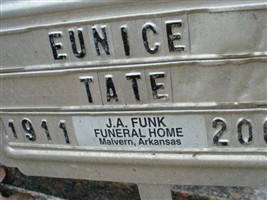 EUNICE
TATE
J.A. FUNK
1911 FUNERAL HOME
Malvern, Arkansas